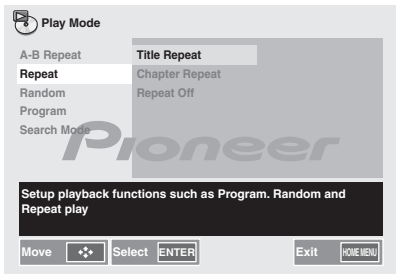 Play Mode
A-B Repeat
Repeat
Random
Program
Search Mode
Title Repeat
Chapter Repeat
Repeat Off
Pioneer
Setup playback functions such as Program. Random and
Repeat play
Move Select ENTER Exit HOME MENU